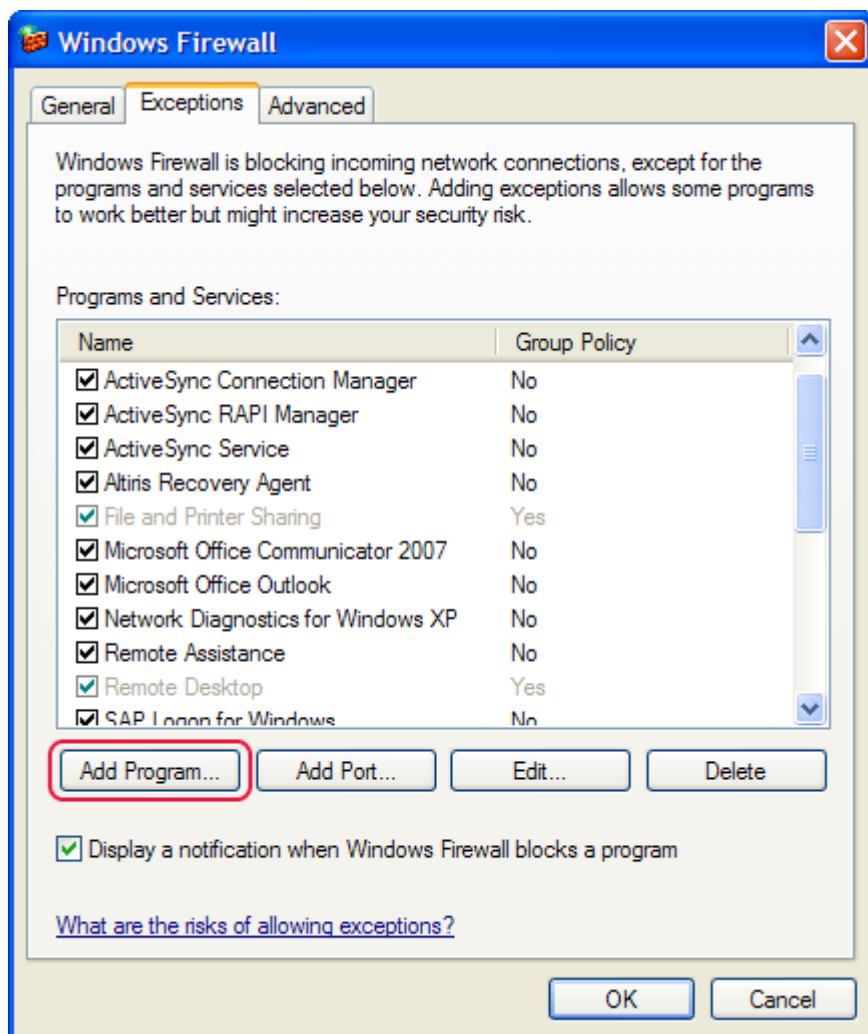 Windows Firewall
General Exceptions Advanced
Windows Firewall is blocking incoming network connections, except for the
programs and services selected below. Adding exceptions allows some programs
to work better but might increase your security risk.
Programs and Services:
Name Group Policy
ActiveSync Connection Manager No
ActiveSync RAPI Manager No
ActiveSync Service No
Altiris Recovery Agent No
File and Printer Sharing Yes
Microsoft Office Communicator 2007 No
Microsoft Office Outlook No
Network Diagnostics for Windows XP No
Remote Assistance No
Remote Desktop Yes
SAP Logon for Windows No
Add Program... Add Port... Edit... Delete
Display a notification when Windows Firewall blocks a program
What are the risks of allowing exceptions?
OK Cancel